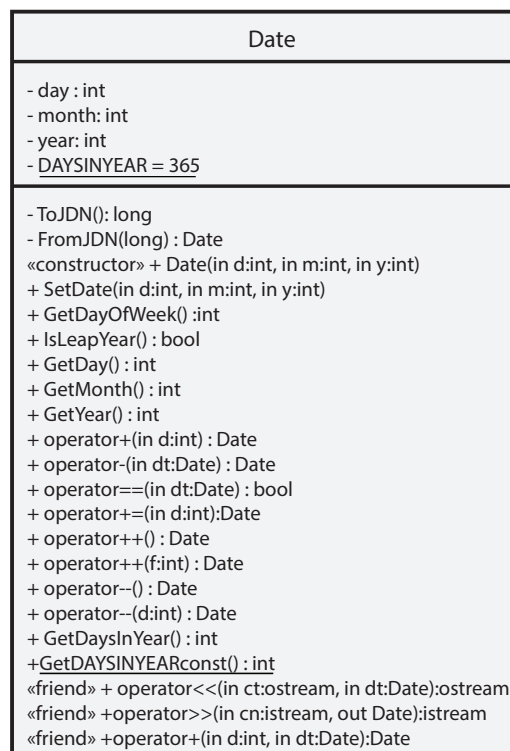 Date
- day : int
- month: int
- year: int
- DAYSINYEAR = 365
- ToJDN(): long
- FromJDN(long) : Date
«constructor» + Date(in d:int, in m:int, in y:int)
+ SetDate(in d:int, in m:int, in y:int)
+ GetDayOfWeek() :int
+ IsLeapYear() : bool
+ GetDay() : int
+ GetMonth() : int
+ GetYear() : int
+ operator+(in d:int) : Date
+ operator-(in dt:Date) : Date
+ operator==(in dt:Date) : bool
+ operator+=(in d:int):Date
+ operator++() : Date
+ operator++(f:int) : Date
+ operator--() : Date
+ operator--(d:int) : Date
+ GetDaysInYear() : int
+GetDAYSINYEARconst() : int
«friend» + operator<<(in ct:ostream, in dt:Date):ostream
«friend» +operator>>(in cn:istream, out Date):istream
«friend» +operator+(in d:int, in dt:Date):Date